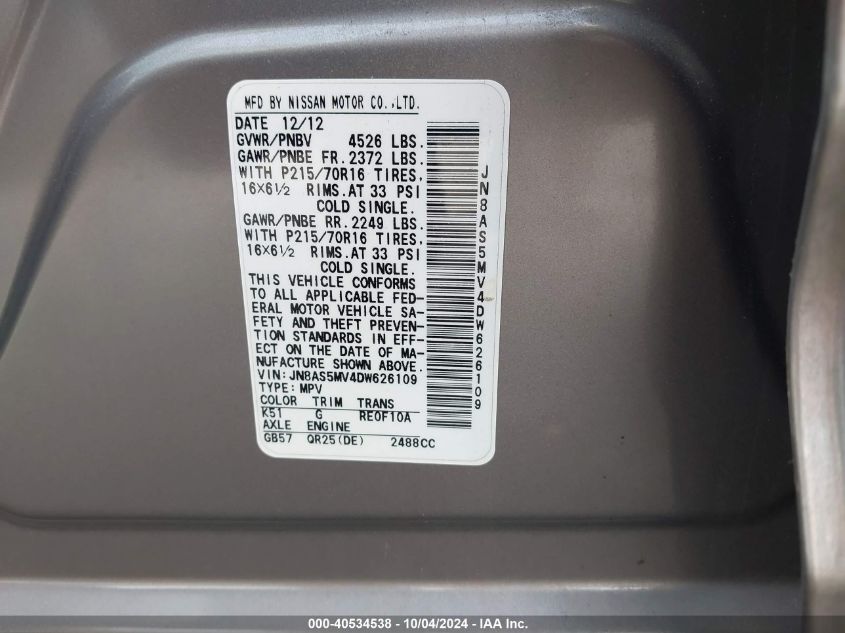 MFD BY NISSAN MOTOR CO.,LTD.
DATE 12/12
GVWR/PNBV 4526 LBS.
GAWR/PNBE FR. 2372 LBS.
WITH P215/70R16 TIRES,
16×6½ RIMS. AT 33 PSI
COLD SINGLE.
GAWR/PNBE RR. 2249 LBS.
WITH P215/70R16 TIRES,
16×6½ RIMS. AT 33 PSI
COLD SINGLE.
THIS VEHICLE CONFORMS
TO ALL APPLICABLE FED-
ERAL MOTOR VEHICLE SA-
FETY AND THEFT PREVEN-
TION STANDARDS IN EFF-
ECT ON THE DATE OF MA-
NUFACTURE SHOWN ABOVE.
VIN: JN8AS5MV4DW626109
TYPE: MPV
COLOR TRIM TRANS
K51 G RE0F10A
AXLE ENGINE
GB57 QR25(DE) 2488CC
JN8AS5MV4DW626109
000-40534538 - 10/04/2024 - IAA Inc.